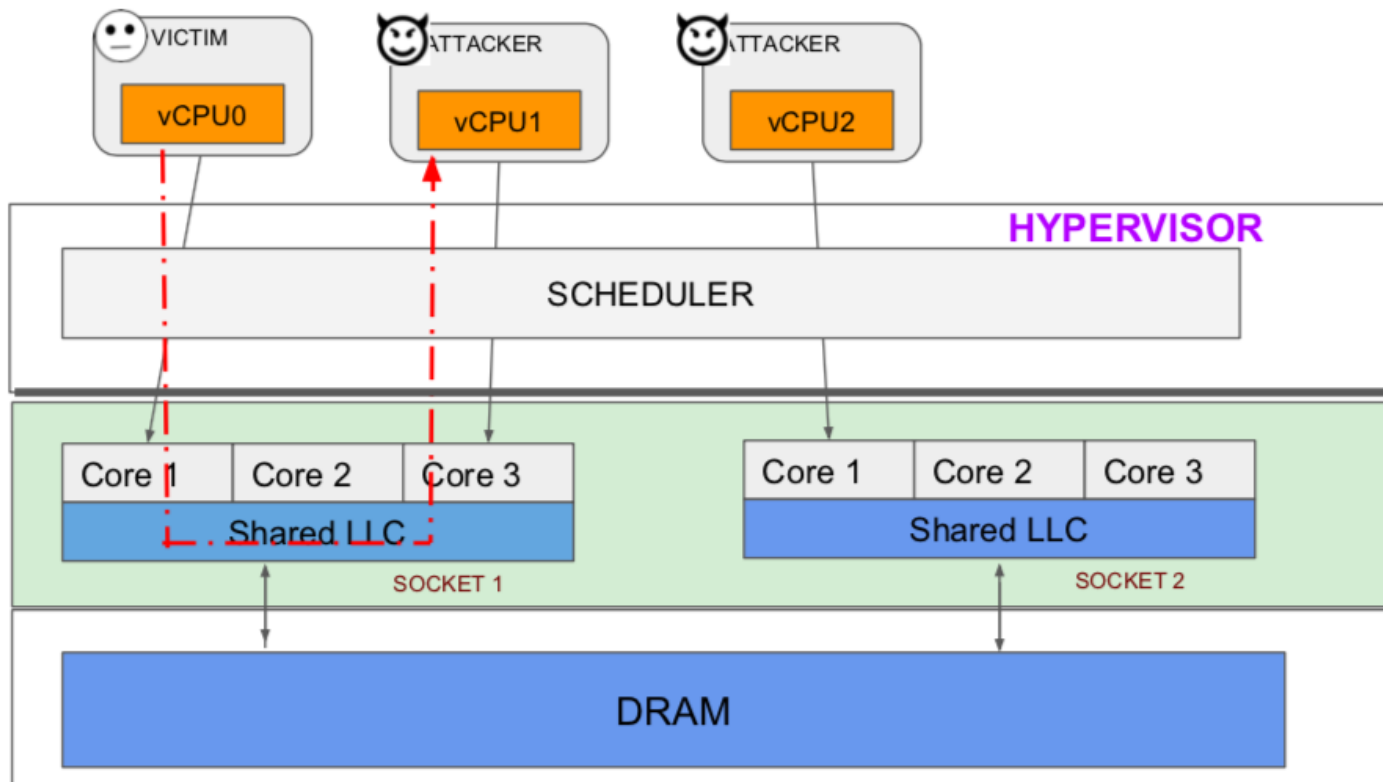 VICTIM
ATTACKER
ATTACKER
vCPU0
vCPU1
vCPU2
HYPERVISOR
SCHEDULER
Core 1
Core 2
Core 3
Core 1
Core 2
Core 3
Shared LLC
Shared LLC
SOCKET 1
SOCKET 2
DRAM